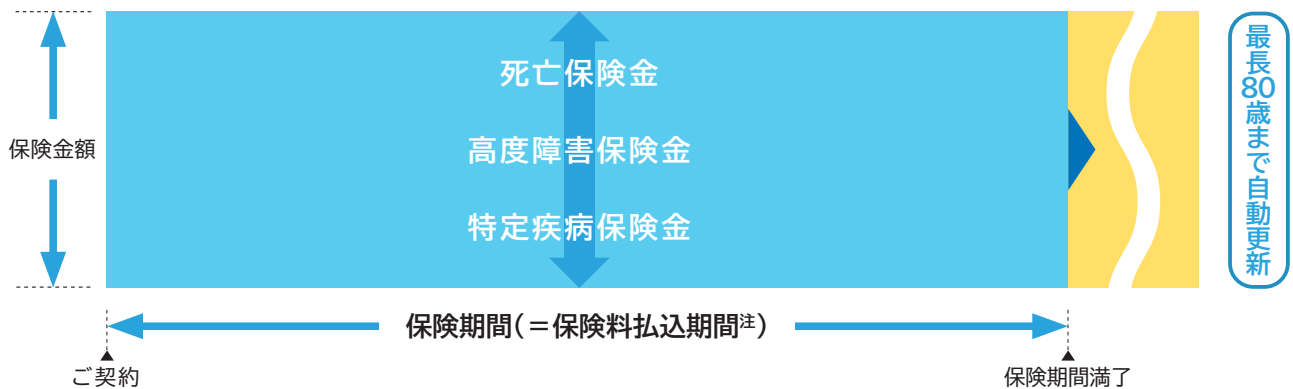 死亡保険金
高度障害保険金
特定疾病保険金
保険金額
最長80歳まで自動更新
保険期間(=保険料払込期間注)
ご契約
保険期間満了